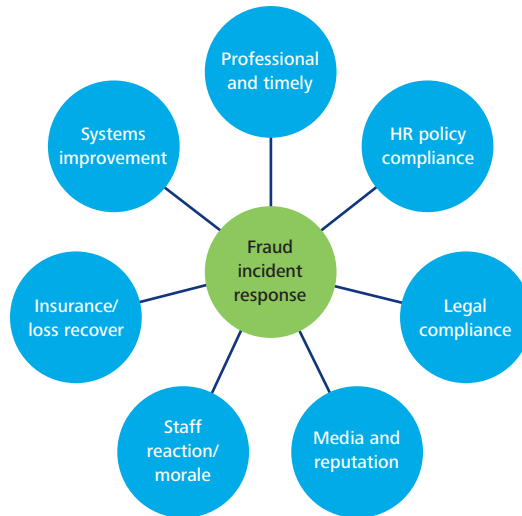 Professional
and timely
HR policy
compliance
Legal
compliance
Media and
reputation
Staff
reaction/
morale
Insurance/
loss recover
Systems
improvement
Fraud
incident
response